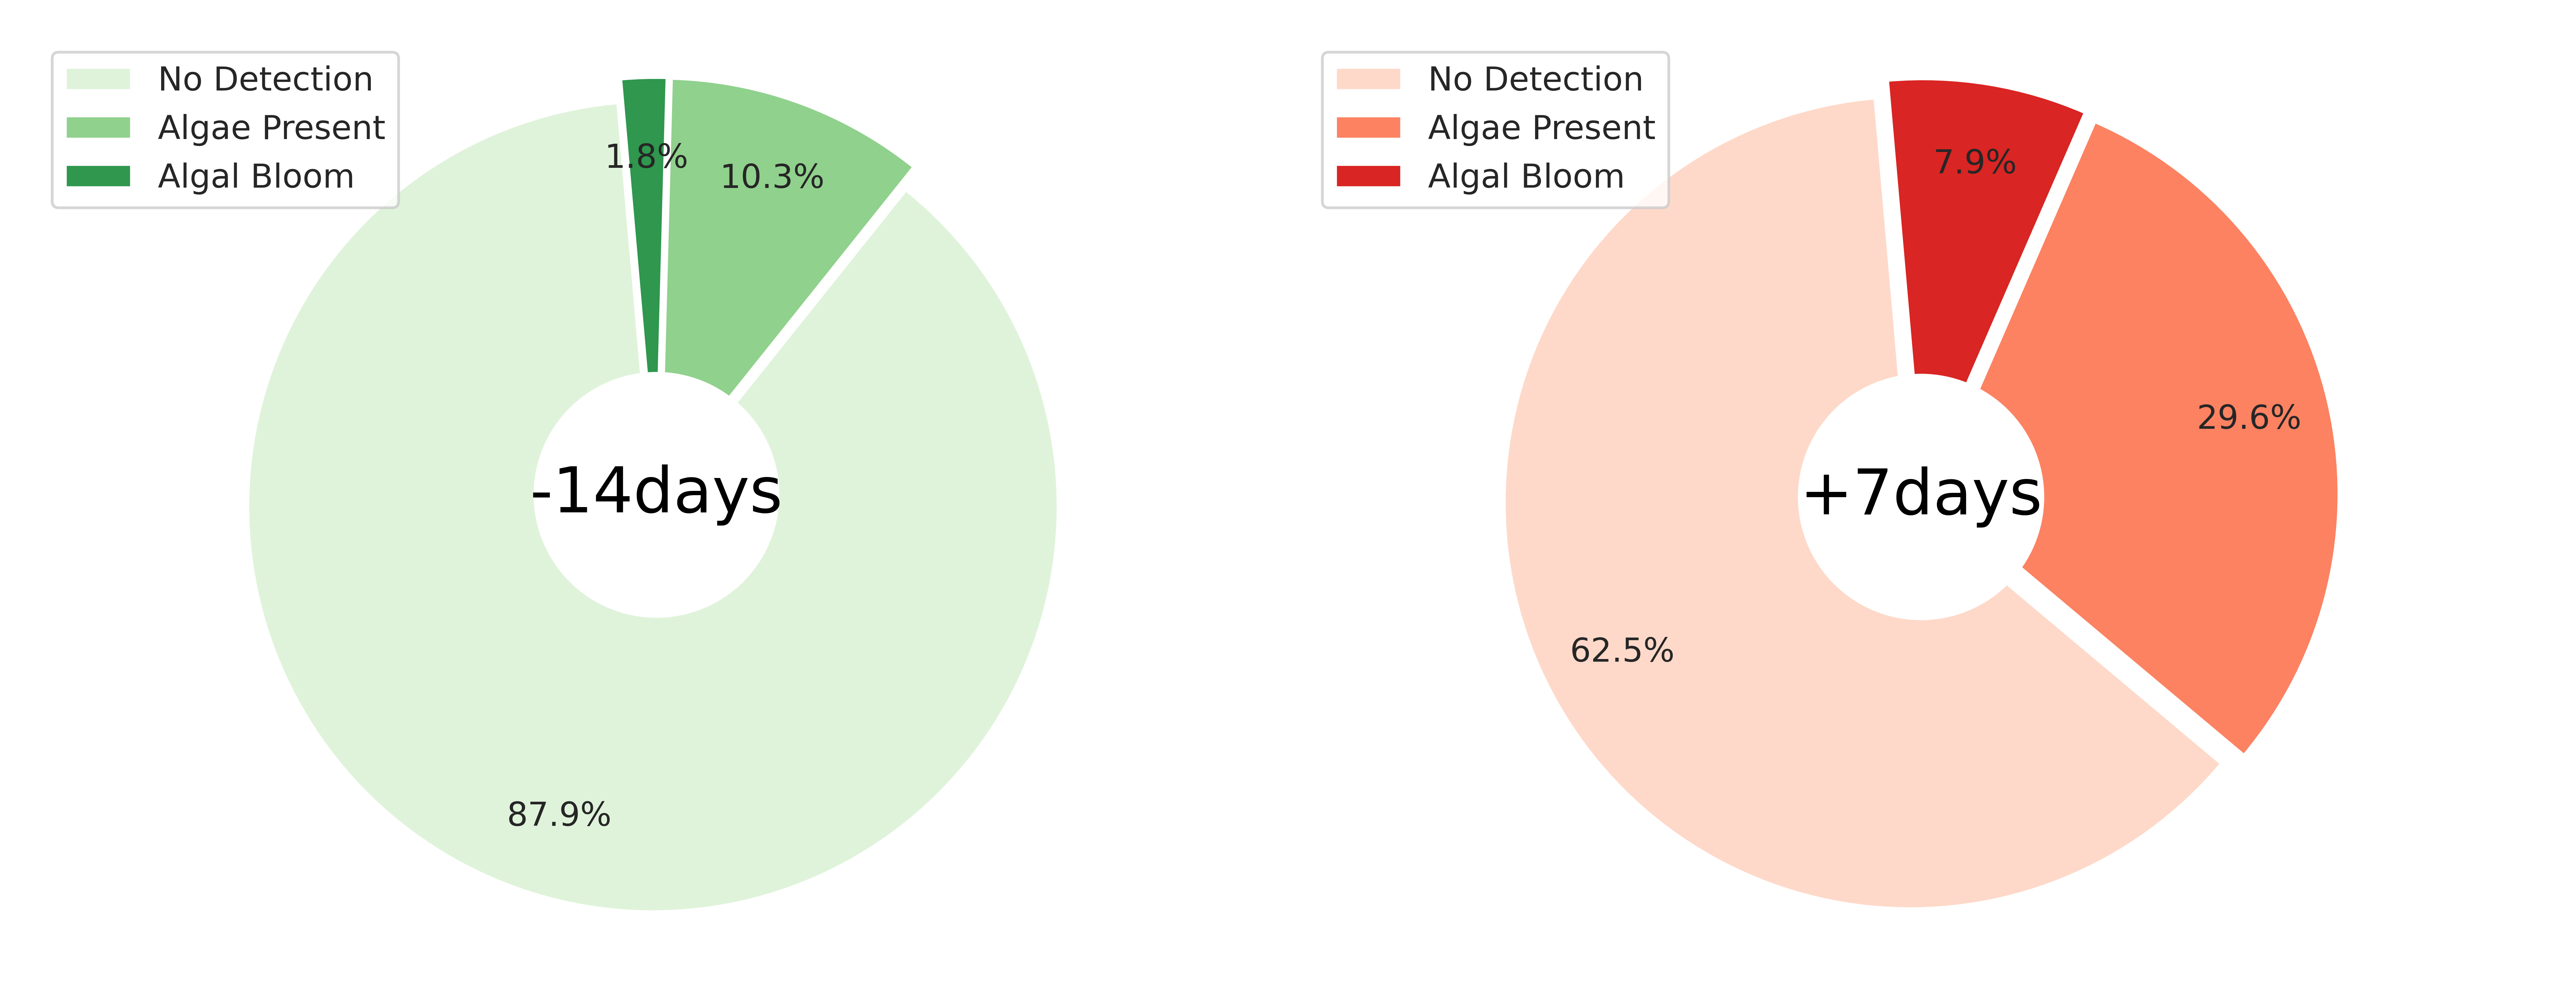 No Detection
Algae Present
Algal Bloom
1.8%
10.3%
-14days
87.9%
No Detection
Algae Present
Algal Bloom
7.9%
29.6%
+7days
62.5%